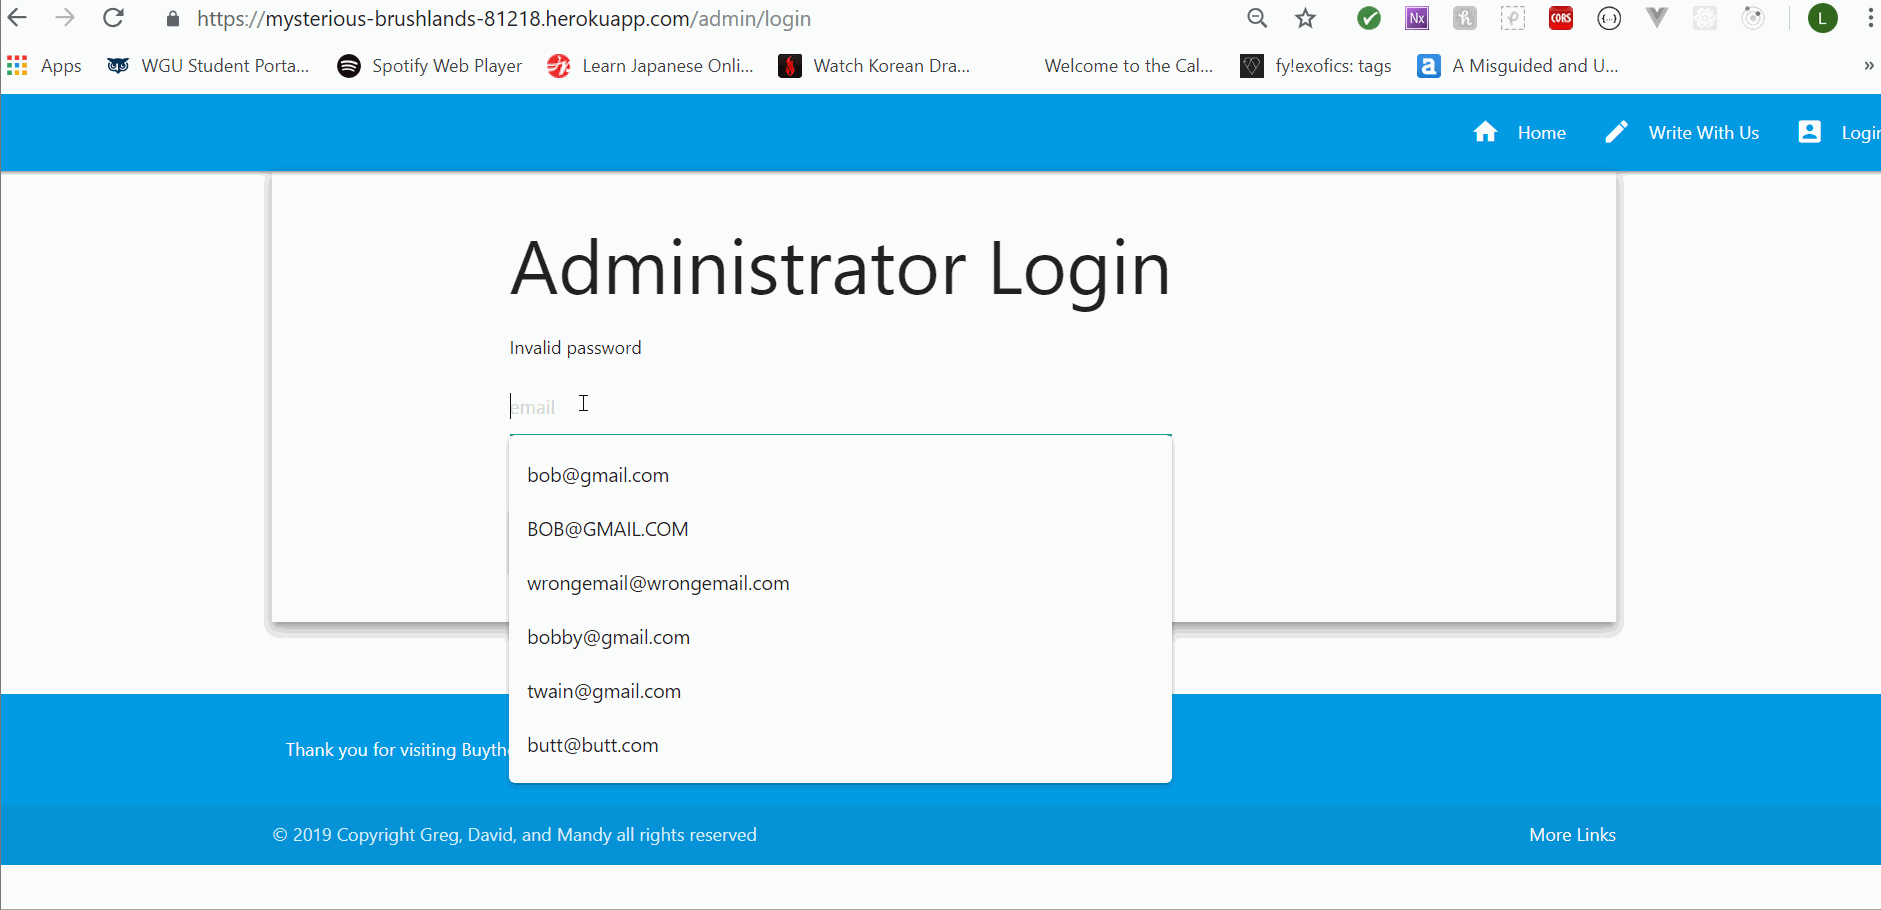 https://mysterious-brushlands-81218.herokuapp.com/admin/login
Nx
h
CORS
{...}
L
Apps
WGU Student Porta...
Spotify Web Player
Learn Japanese Onli...
Watch Korean Dra...
Welcome to the Cal...
fy!exofics: tags
a
A Misguided and U...
»
Home
Write With Us
Login
Administrator Login
Invalid password
email
bob@gmail.com
BOB@GMAIL.COM
wrongemail@wrongemail.com
bobby@gmail.com
twain@gmail.com
butt@butt.com
Thank you for visiting
© 2019 Copyright Greg, David, and Mandy all rights reserved
More Links